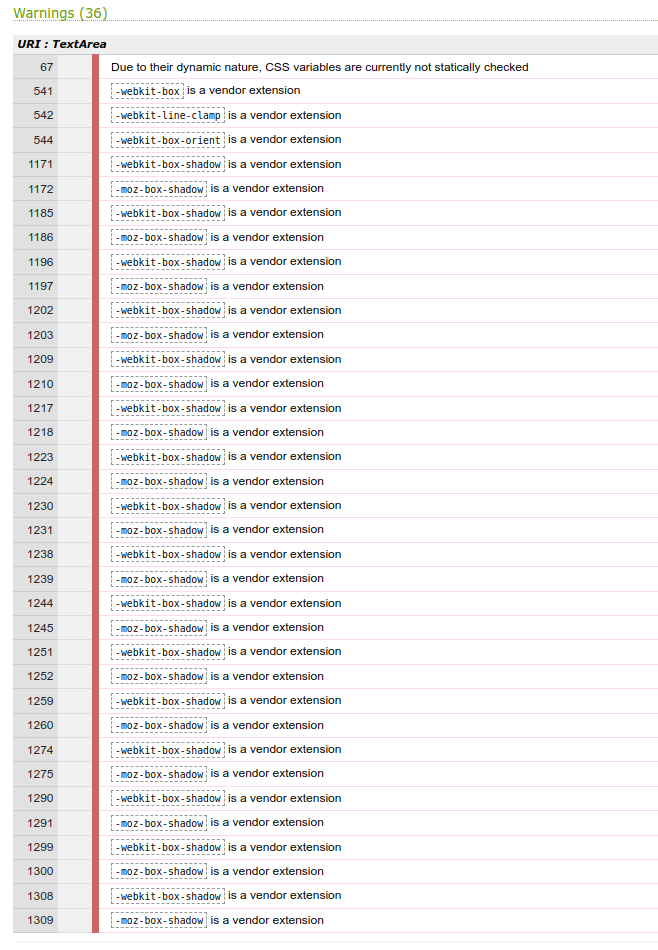 Warnings (36)
URI : TextArea
67 Due to their dynamic nature, CSS variables are currently not statically checked
541 -webkit-box is a vendor extension
542 -webkit-line-clamp is a vendor extension
544 -webkit-box-orient is a vendor extension
1171 -webkit-box-shadow is a vendor extension
1172 -moz-box-shadow is a vendor extension
1185 -webkit-box-shadow is a vendor extension
1186 -moz-box-shadow is a vendor extension
1196 -webkit-box-shadow is a vendor extension
1197 -moz-box-shadow is a vendor extension
1202 -webkit-box-shadow is a vendor extension
1203 -moz-box-shadow is a vendor extension
1209 -webkit-box-shadow is a vendor extension
1210 -moz-box-shadow is a vendor extension
1217 -webkit-box-shadow is a vendor extension
1218 -moz-box-shadow is a vendor extension
1223 -webkit-box-shadow is a vendor extension
1224 -moz-box-shadow is a vendor extension
1230 -webkit-box-shadow is a vendor extension
1231 -moz-box-shadow is a vendor extension
1238 -webkit-box-shadow is a vendor extension
1239 -moz-box-shadow is a vendor extension
1244 -webkit-box-shadow is a vendor extension
1245 -moz-box-shadow is a vendor extension
1251 -webkit-box-shadow is a vendor extension
1252 -moz-box-shadow is a vendor extension
1259 -webkit-box-shadow is a vendor extension
1260 -moz-box-shadow is a vendor extension
1274 -webkit-box-shadow is a vendor extension
1275 -moz-box-shadow is a vendor extension
1290 -webkit-box-shadow is a vendor extension
1291 -moz-box-shadow is a vendor extension
1299 -webkit-box-shadow is a vendor extension
1300 -moz-box-shadow is a vendor extension
1308 -webkit-box-shadow is a vendor extension
1309 -moz-box-shadow is a vendor extension